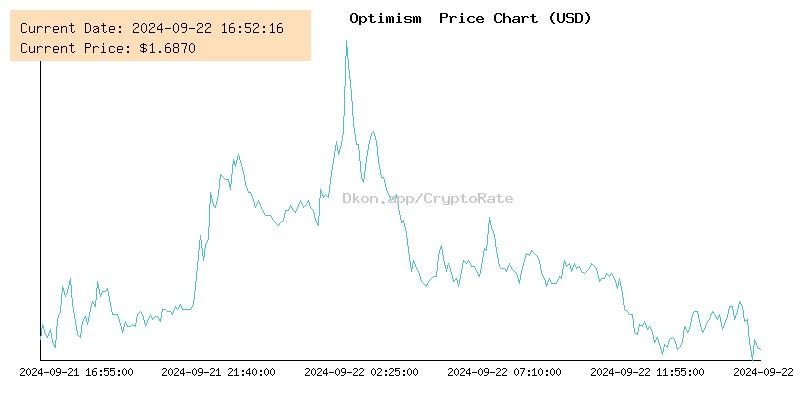 Optimism  Price Chart (USD)
Current Date: 2024-09-22 16:52:16
Current Price: $1.6870
Dkon.app/CryptoRate
2024-09-21 16:55:00 2024-09-21 21:40:00 2024-09-22 02:25:00 2024-09-22 07:10:00 2024-09-22 11:55:00 2024-09-22